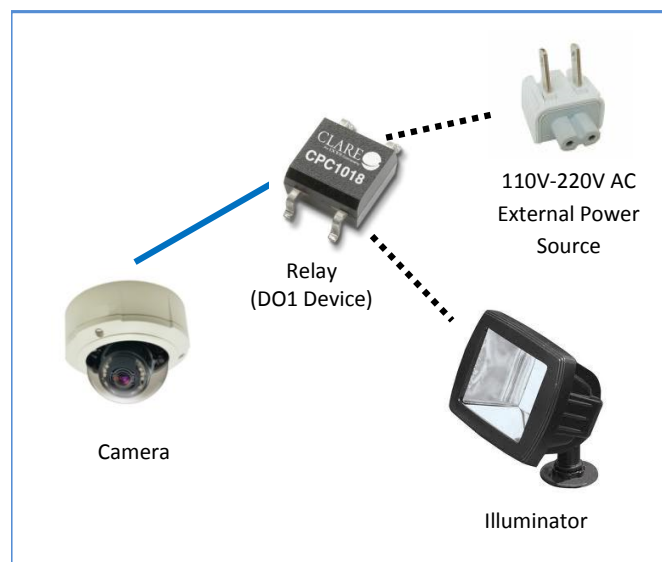 CLARE
CPC1018
110V-220V AC
External Power
Source
Relay
(DO1 Device)
Camera
Illuminator